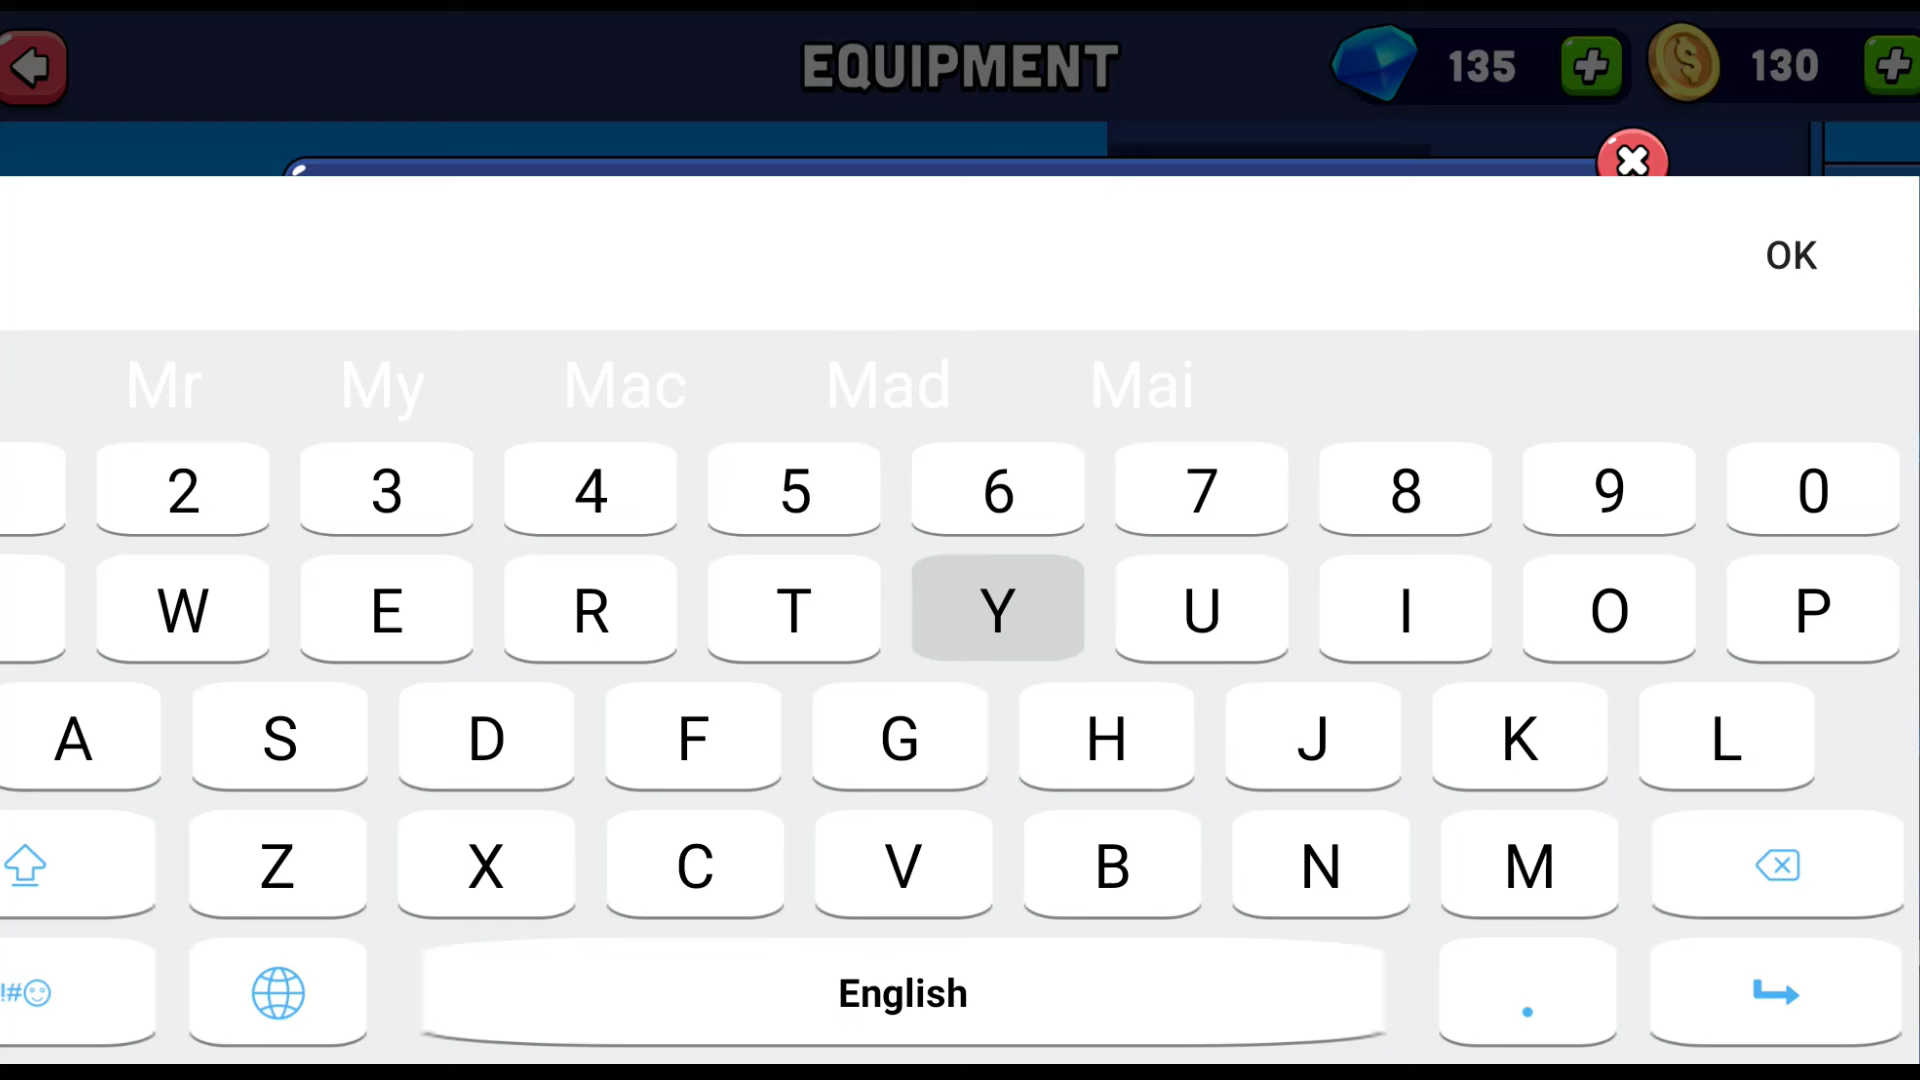 EQUIPMENT 135 130
OK
Mr My Mac Mad Mai
2 3 4 5 6 7 8 9 0
W E R T Y U I O P
A S D F G H J K L
Z X C V B N M
!#
English .